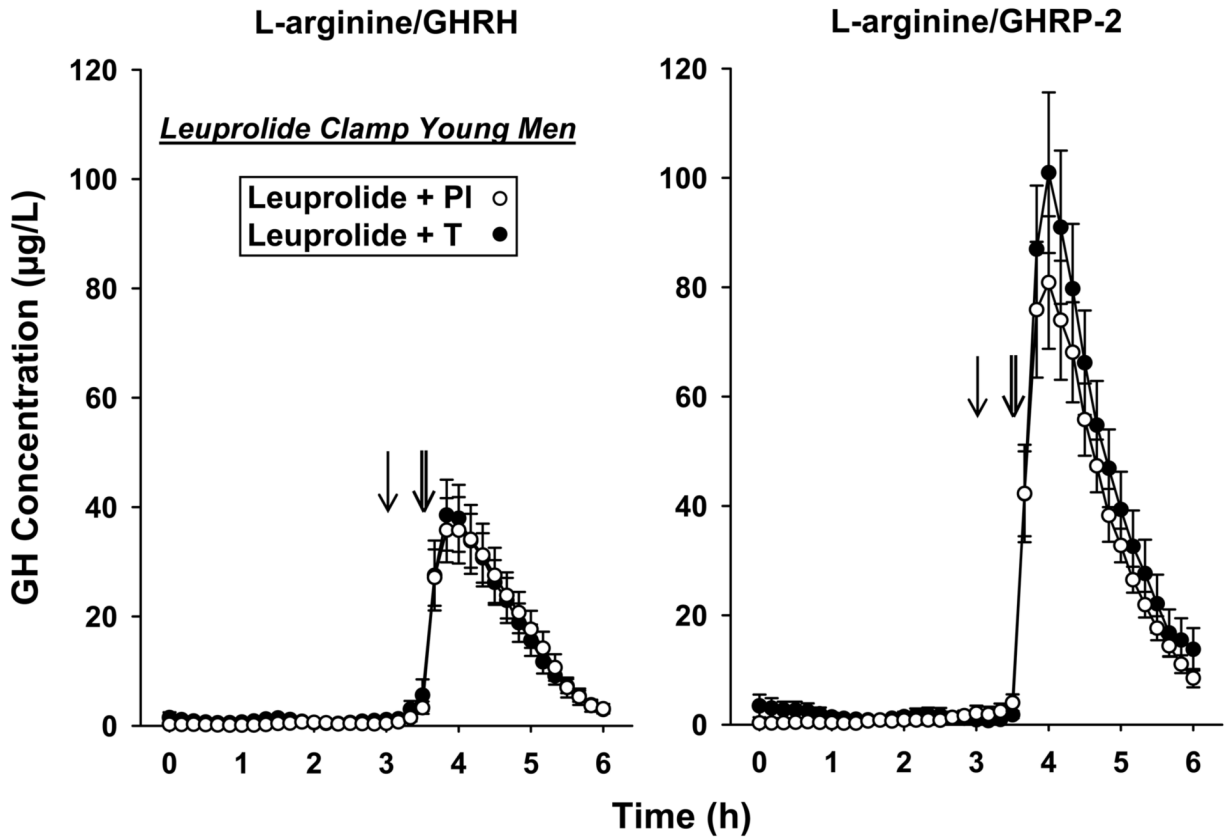 L-arginine/GHRH
L-arginine/GHRP-2
Leuprolide Clamp Young Men
Leuprolide + Pl
Leuprolide + T
GH Concentration (µg/L)
120
100
80
60
40
20
0
0 1 2 3 4 5 6
120
100
80
60
40
20
0
0 1 2 3 4 5 6
Time (h)